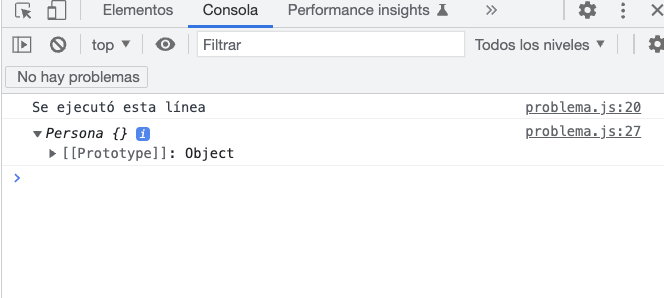 Elementos Consola Performance insights »
top ▼ Filtrar Todos los niveles ▼
No hay problemas
Se ejecutó esta línea problema.js:20
▼Persona {} i problema.js:27
▶[[Prototype]]: Object
>